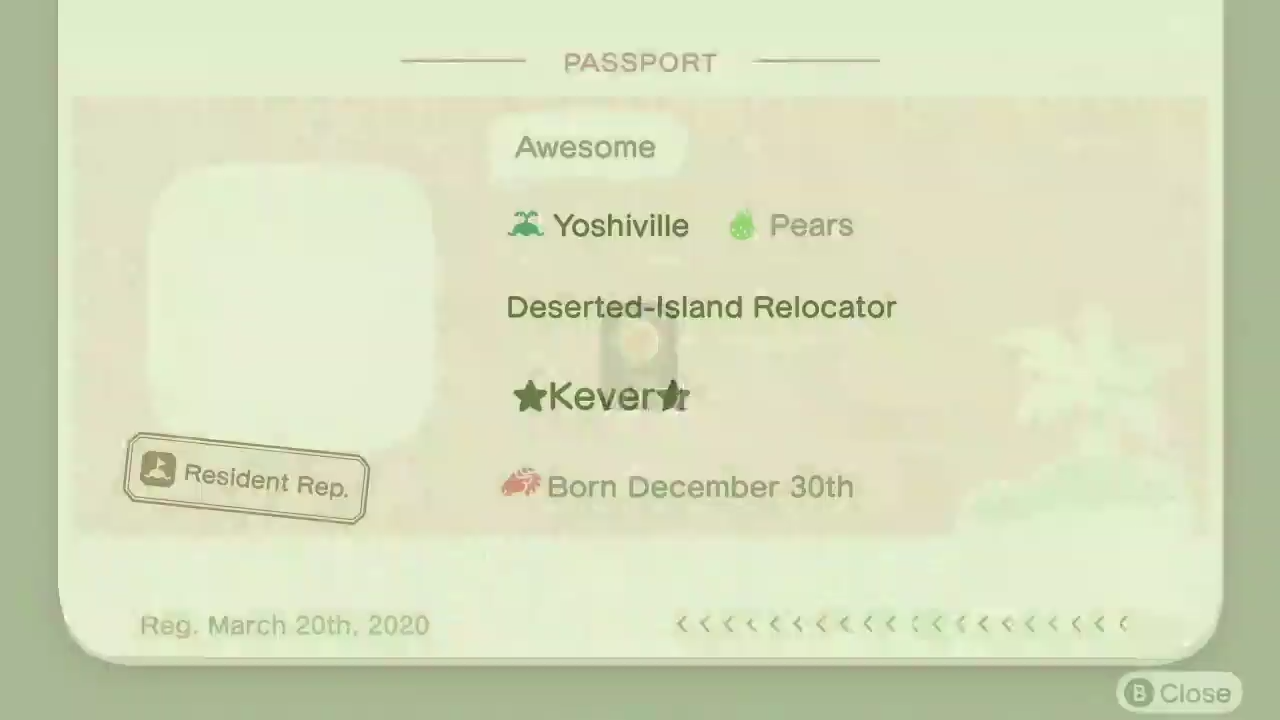 PASSPORT
Awesome
Yoshiville Pears
Deserted-Island Relocator
★Kever★
Born December 30th
Resident Rep.
Reg. March 20th, 2020
‹ ‹ ‹ ‹ ‹ ‹ ‹ ‹ ‹ ‹ ‹ ‹ ‹ ‹ ‹ ‹ ‹ ‹ ‹ ‹
B Close